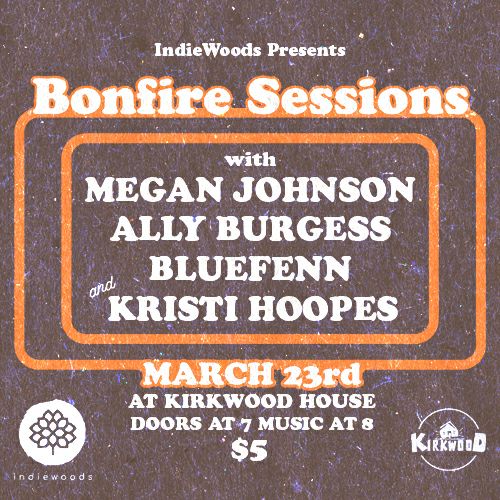 IndieWoods Presents
Bonfire Sessions
with
MEGAN JOHNSON
ALLY BURGESS
BLUEFENN
and KRISTI HOOPES
MARCH 23rd
AT KIRKWOOD HOUSE
DOORS AT 7 MUSIC AT 8
$5
indiewoods
KIRKWOOD